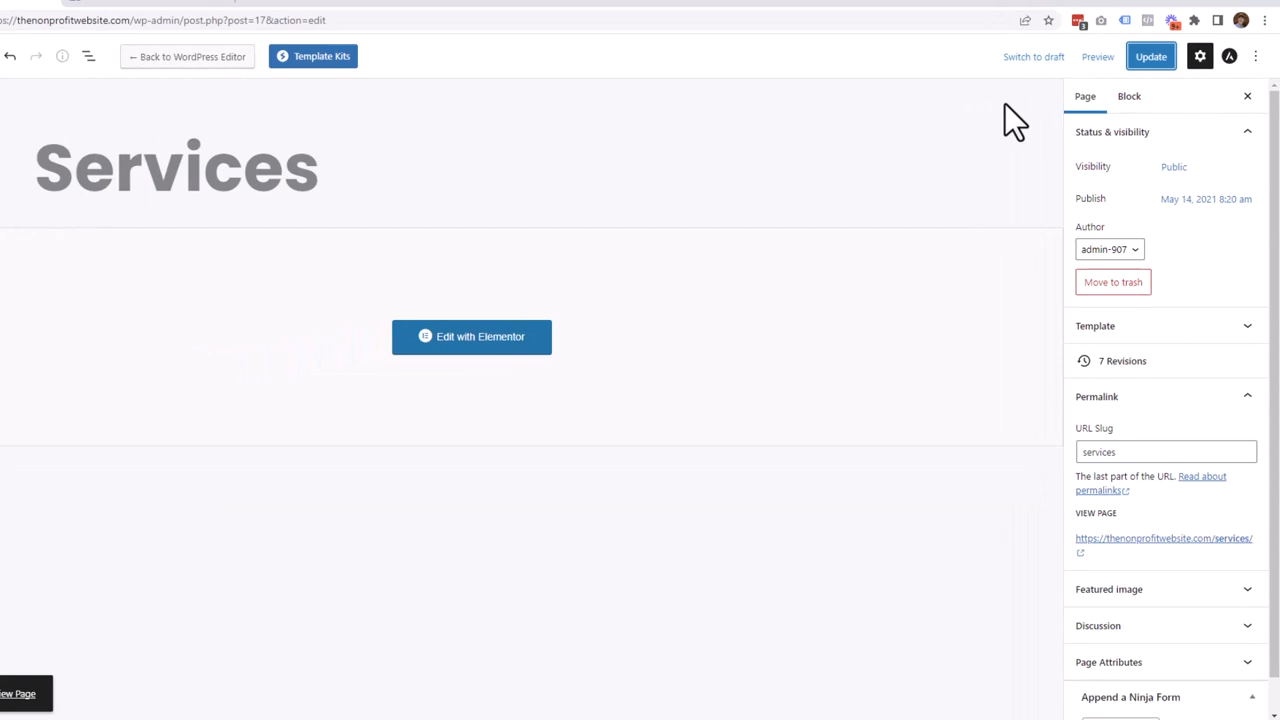 s://thenonprofitwebsite.com/wp-admin/post.php?post=17&action=edit
3
9+
← Back to WordPress Editor
Template Kits
Switch to draft
Preview
Update
Page
Block
Status & visibility
Visibility
Public
Publish
May 14, 2021 8:20 am
Author
admin-907
Move to trash
Template
7 Revisions
Permalink
URL Slug
services
The last part of the URL. Read about
permalinks
VIEW PAGE
https://thenonprofitwebsite.com/services/
Featured image
Discussion
Page Attributes
Append a Ninja Form
Services
Edit with Elementor
iew Page